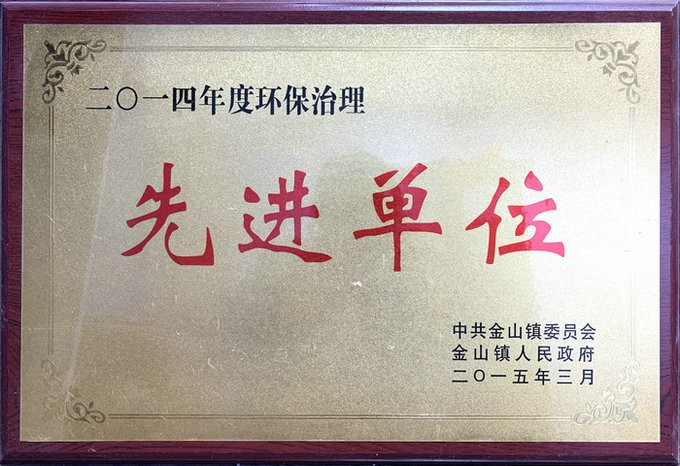 二〇一四年度环保治理
先进单位
中共金山镇委员会
金山镇人民政府
二〇一五年三月